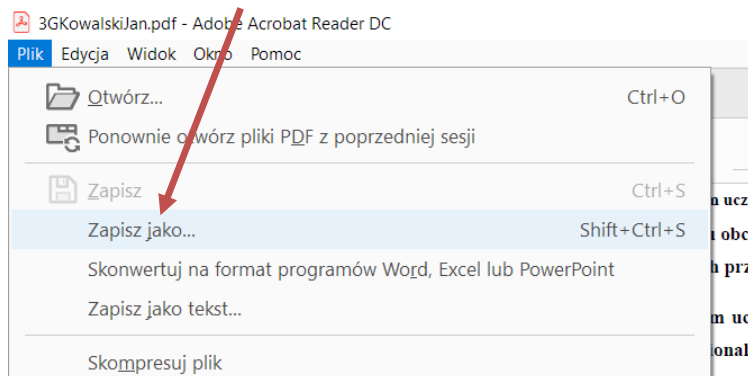 3GKowalskiJan.pdf - Adobe Acrobat Reader DC
Plik Edycja Widok Okno Pomoc
Otwórz... Ctrl+O
Ponownie otwórz pliki PDF z poprzedniej sesji
Zapisz Ctrl+S
Zapisz jako... Shift+Ctrl+S
Skonwertuj na format programów Word, Excel lub PowerPoint
Zapisz jako tekst...
Skompresuj plik